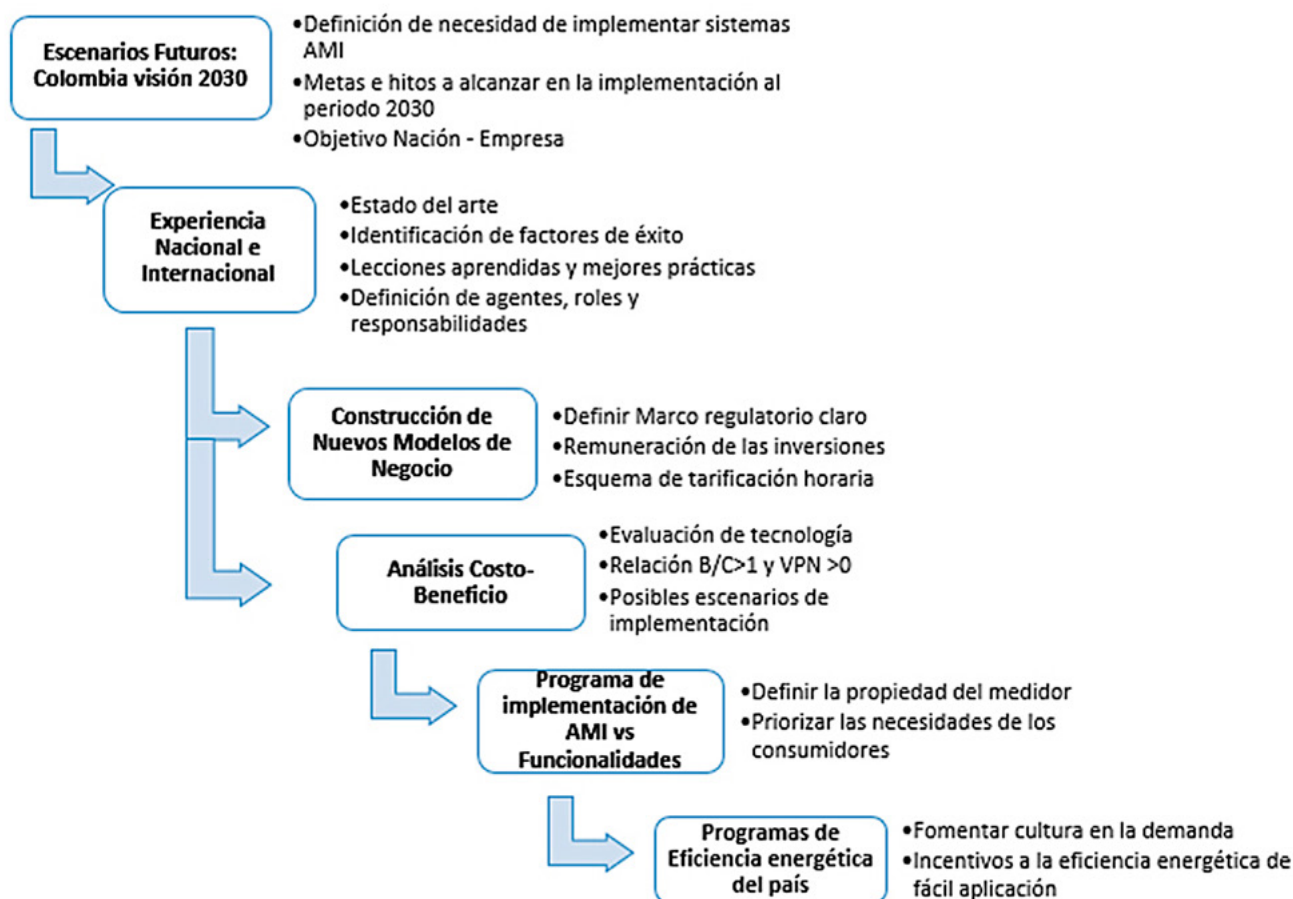 Escenarios Futuros:
Colombia visión 2030
•Definición de necesidad de implementar sistemas
AMI
•Metas e hitos a alcanzar en la implementación al
periodo 2030
•Objetivo Nación - Empresa
Experiencia
Nacional e
Internacional
•Estado del arte
•Identificación de factores de éxito
•Lecciones aprendidas y mejores prácticas
•Definición de agentes, roles y
responsabilidades
Construcción de
Nuevos Modelos de
Negocio
•Definir Marco regulatorio claro
•Remuneración de las inversiones
•Esquema de tarificación horaria
Análisis Costo-
Beneficio
•Evaluación de tecnología
•Relación B/C>1 y VPN >0
•Posibles escenarios de
implementación
Programa de
implementación de
AMI vs
Funcionalidades
•Definir la propiedad del medidor
•Priorizar las necesidades de los
consumidores
Programas de
Eficiencia energética
del país
•Fomentar cultura en la demanda
•Incentivos a la eficiencia energética de
fácil aplicación